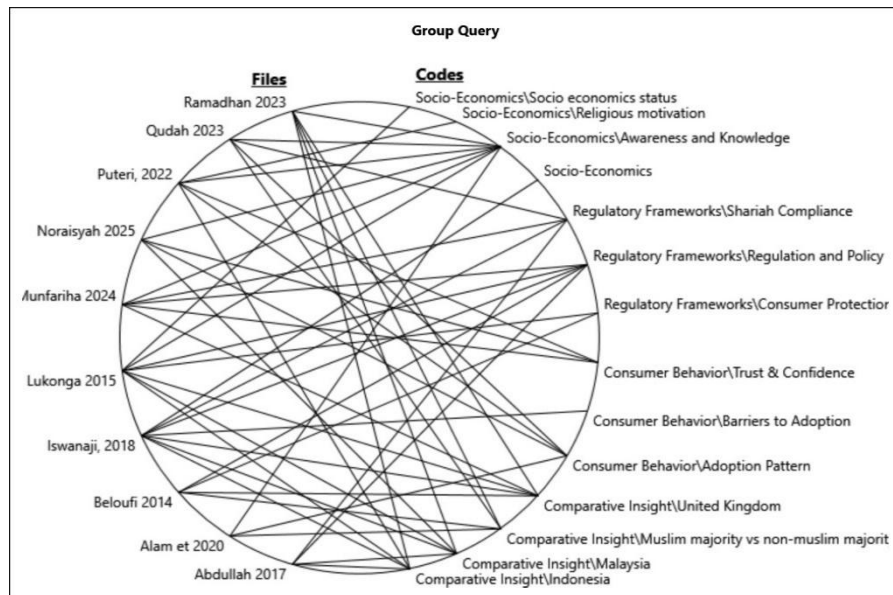 Group Query
Files
Codes
Ramadhan 2023
Qudah 2023
Puteri, 2022
Noraisyah 2025
Munfariha 2024
Lukonga 2015
Iswanaji, 2018
Beloufi 2014
Alam et 2020
Abdullah 2017
Socio-Economics\Socio economics status
Socio-Economics\Religious motivation
Socio-Economics\Awareness and Knowledge
Socio-Economics
Regulatory Frameworks\Shariah Compliance
Regulatory Frameworks\Regulation and Policy
Regulatory Frameworks\Consumer Protection
Consumer Behavior\Trust & Confidence
Consumer Behavior\Barriers to Adoption
Consumer Behavior\Adoption Pattern
Comparative Insight\United Kingdom
Comparative Insight\Muslim majority vs non-muslim majorit
Comparative Insight\Malaysia
Comparative Insight\Indonesia